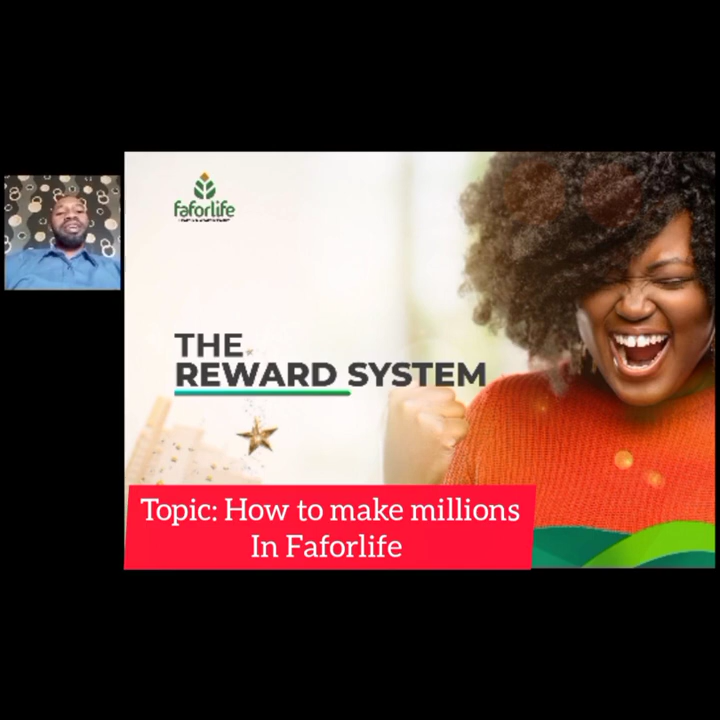 faforlife
THE
REWARD SYSTEM
Topic: How to make millions
In Faforlife